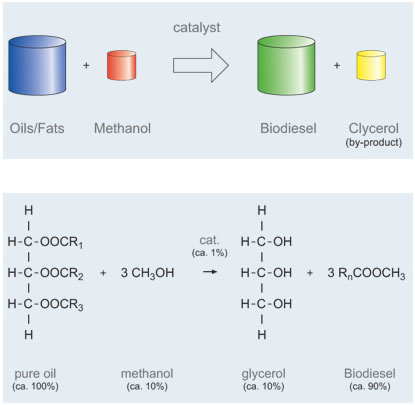 catalyst
+ +
Oils/Fats Methanol Biodiesel Glycerol
(by-product)
H H
H-C-OOCR₁ cat. H-C-OH
(ca. 1%)
H-C-OOCR₂ + 3 CH₃OH → H-C-OH + 3 RₙCOOCH₃
H-C-OOCR₃ H-C-OH
H H
pure oil methanol glycerol Biodiesel
(ca. 100%) (ca. 10%) (ca. 10%) (ca. 90%)